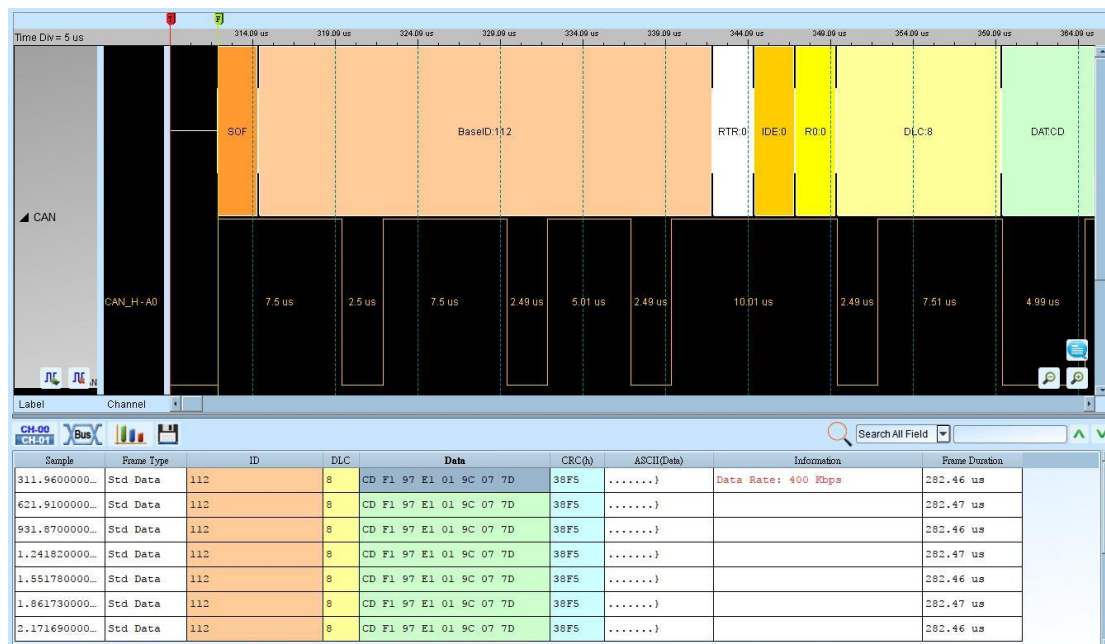 T F
Time Div = 5 us 314.09 us 319.09 us 324.09 us 329.09 us 334.09 us 339.09 us 344.09 us 349.09 us 354.09 us 359.09 us 364.09 us
SOF BaseID:112 RTR:0 IDE:0 R0:0 DLC:8 DAT:CD
CAN
CAN_H - A0 7.5 us 2.5 us 7.5 us 2.49 us 5.01 us 2.49 us 10.01 us 2.49 us 7.51 us 4.99 us
Label Channel
CH-00
CH-01 Bus Search All Field
Sample Frame Type ID DLC Data CRC(h) ASCII(Data) Information Frame Duration
311.9600000... Std Data 112 8 CD F1 97 E1 01 9C 07 7D 38F5 .......} Data Rate: 400 Kbps 282.46 us
621.9100000... Std Data 112 8 CD F1 97 E1 01 9C 07 7D 38F5 .......} 282.47 us
931.8700000... Std Data 112 8 CD F1 97 E1 01 9C 07 7D 38F5 .......} 282.46 us
1.241820000... Std Data 112 8 CD F1 97 E1 01 9C 07 7D 38F5 .......} 282.47 us
1.551780000... Std Data 112 8 CD F1 97 E1 01 9C 07 7D 38F5 .......} 282.46 us
1.861730000... Std Data 112 8 CD F1 97 E1 01 9C 07 7D 38F5 .......} 282.47 us
2.171690000... Std Data 112 8 CD F1 97 E1 01 9C 07 7D 38F5 .......} 282.46 us